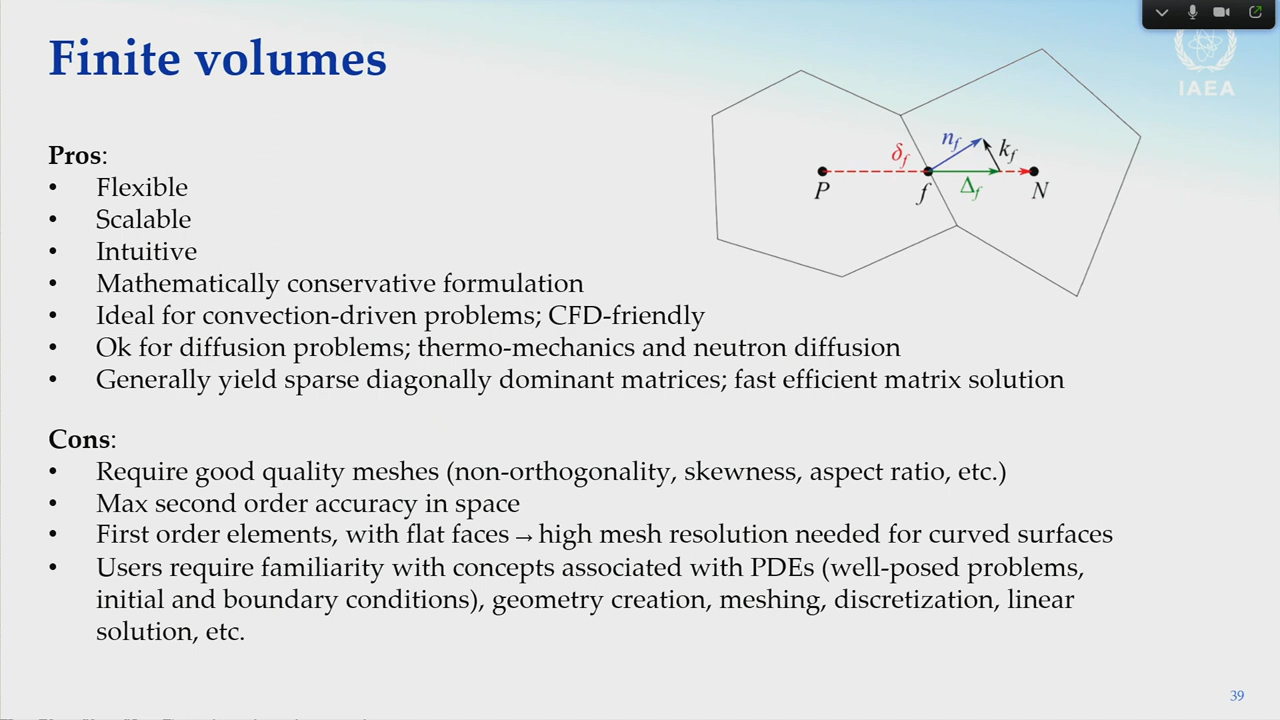 Finite volumes
IAEA
Pros:
• Flexible
• Scalable
• Intuitive
• Mathematically conservative formulation
• Ideal for convection-driven problems; CFD-friendly
• Ok for diffusion problems; thermo-mechanics and neutron diffusion
• Generally yield sparse diagonally dominant matrices; fast efficient matrix solution
δf
nf
kf
P
f
Δf
N
Cons:
• Require good quality meshes (non-orthogonality, skewness, aspect ratio, etc.)
• Max second order accuracy in space
• First order elements, with flat faces → high mesh resolution needed for curved surfaces
• Users require familiarity with concepts associated with PDEs (well-posed problems,
initial and boundary conditions), geometry creation, meshing, discretization, linear
solution, etc.
39